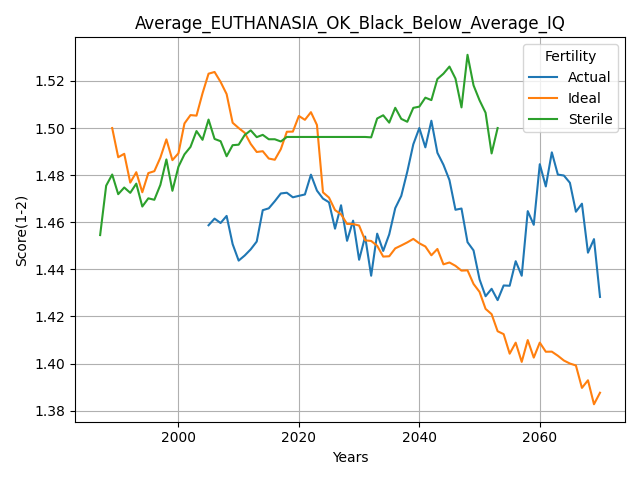 Average_EUTHANASIA_OK_Black_Below_Average_IQ
Fertility
Actual
Ideal
Sterile
Score(1-2)
1.52
1.50
1.48
1.46
1.44
1.42
1.40
1.38
2000
2020
2040
2060
Years